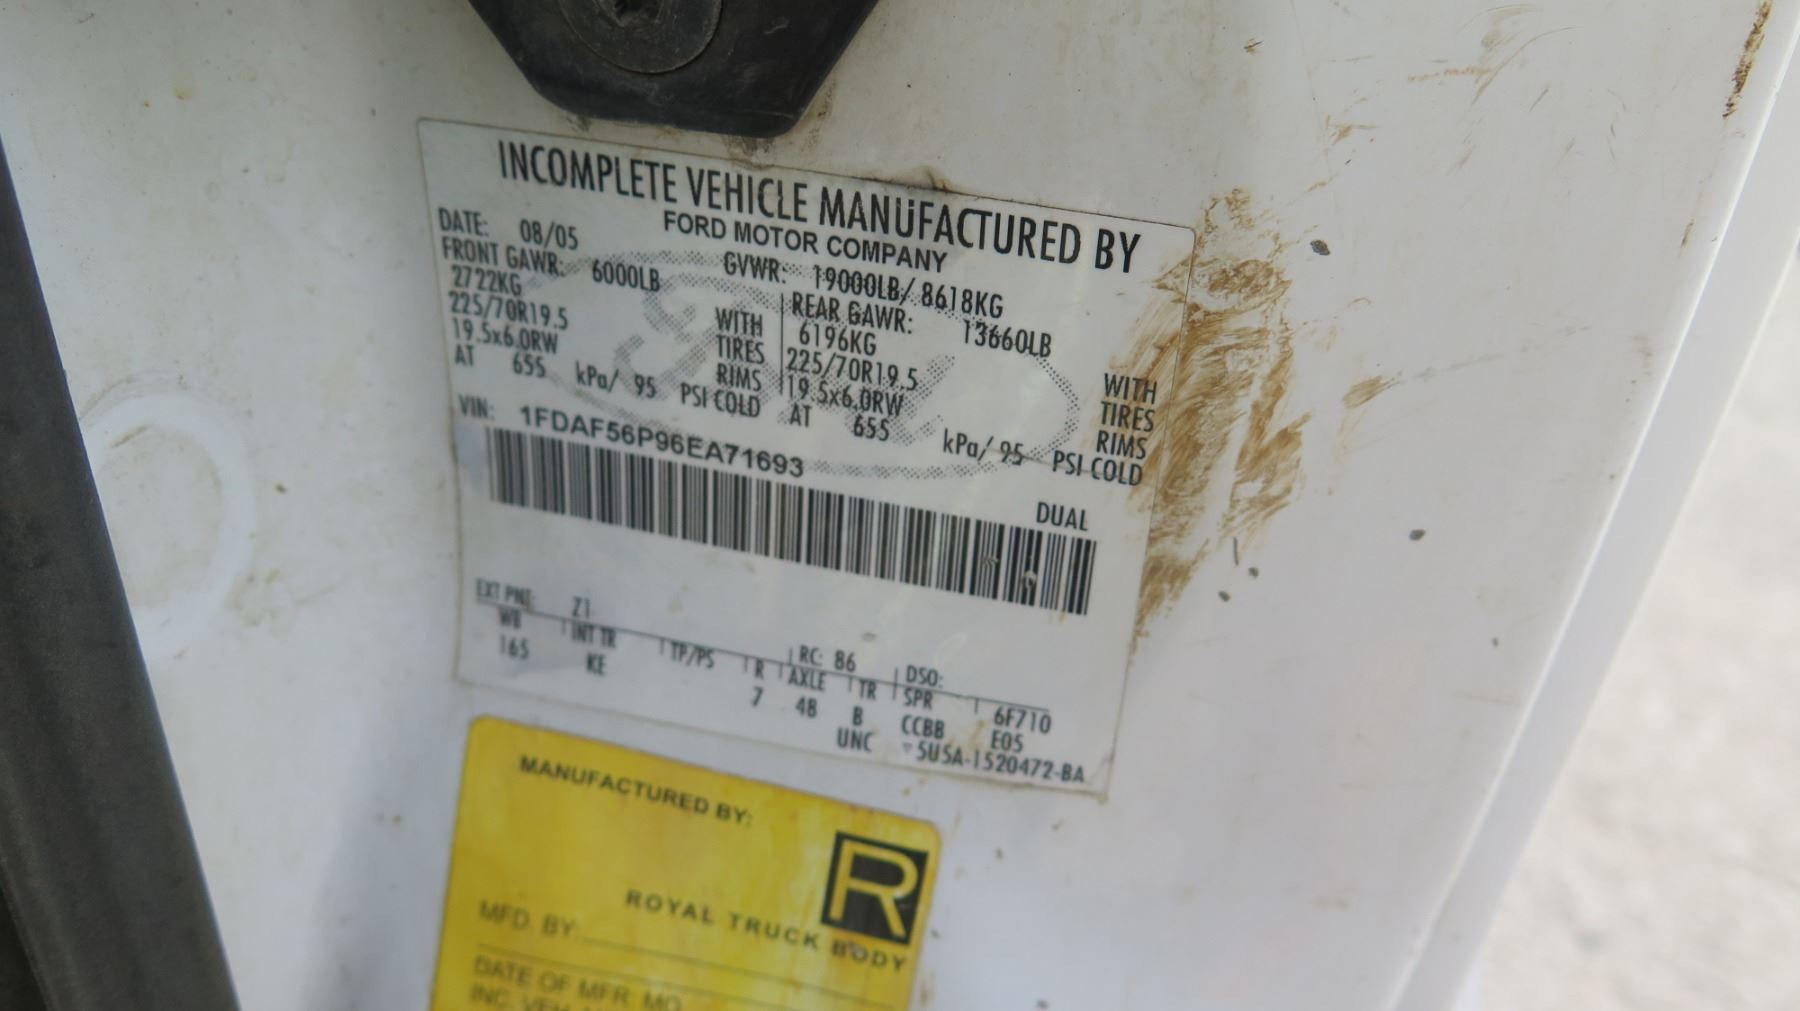 INCOMPLETE VEHICLE MANUFACTURED BY
FORD MOTOR COMPANY
DATE: 08/05 GVWR: 19000LB/ 8618KG
FRONT GAWR: 6000LB REAR GAWR: 13660LB
2722KG WITH 6196KG WITH
225/70R19.5 TIRES 225/70R19.5 TIRES
19.5x6.0RW RIMS 19.5x6.0RW RIMS
AT 655 kPa/ 95 PSI COLD AT 655 kPa/ 95 PSI COLD
VIN: 1FDAF56P96EA71693
DUAL
EXT PNT: Z1 RC: 86 DSO:
WB INT TR TP/PS R AXLE TR SPR 6F710
165 KE 7 48 B CCBB E05
UNC 5U5A-1520472-BA
MANUFACTURED BY:
R
ROYAL TRUCK BODY
MFD. BY:
DATE OF MFR. MO.
INC. VEH.